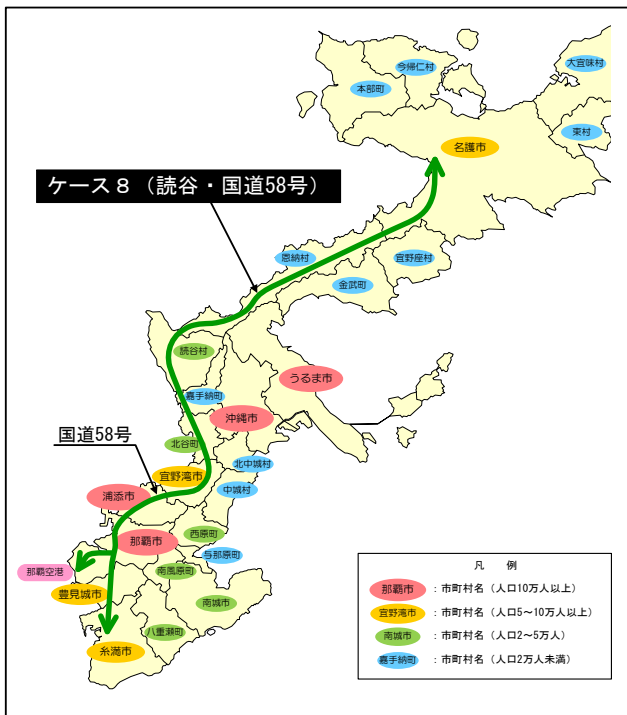 今帰仁村
大宜味村
本部町
東村
名護市
ケース8（読谷・国道58号）
恩納村
宜野座村
金武町
読谷村
うるま市
嘉手納町
沖縄市
国道58号
北谷町
北中城村
宜野湾市
中城村
浦添市
西原町
那覇市
与那原町
那覇空港
南風原町
豊見城市
南城市
八重瀬町
糸満市
凡　例
那覇市 ：市町村名（人口10万人以上）
宜野湾市 ：市町村名（人口5～10万人以上）
南城市 ：市町村名（人口2～5万人）
嘉手納町 ：市町村名（人口2万人未満）